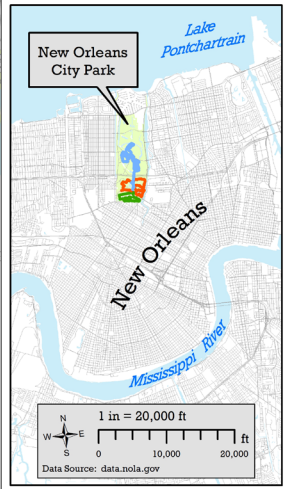 Lake
Pontchartrain
New Orleans
City Park
New Orleans
Mississippi River
N
W E
S
1 in = 20,000 ft
0 10,000 20,000 ft
Data Source: data.nola.gov